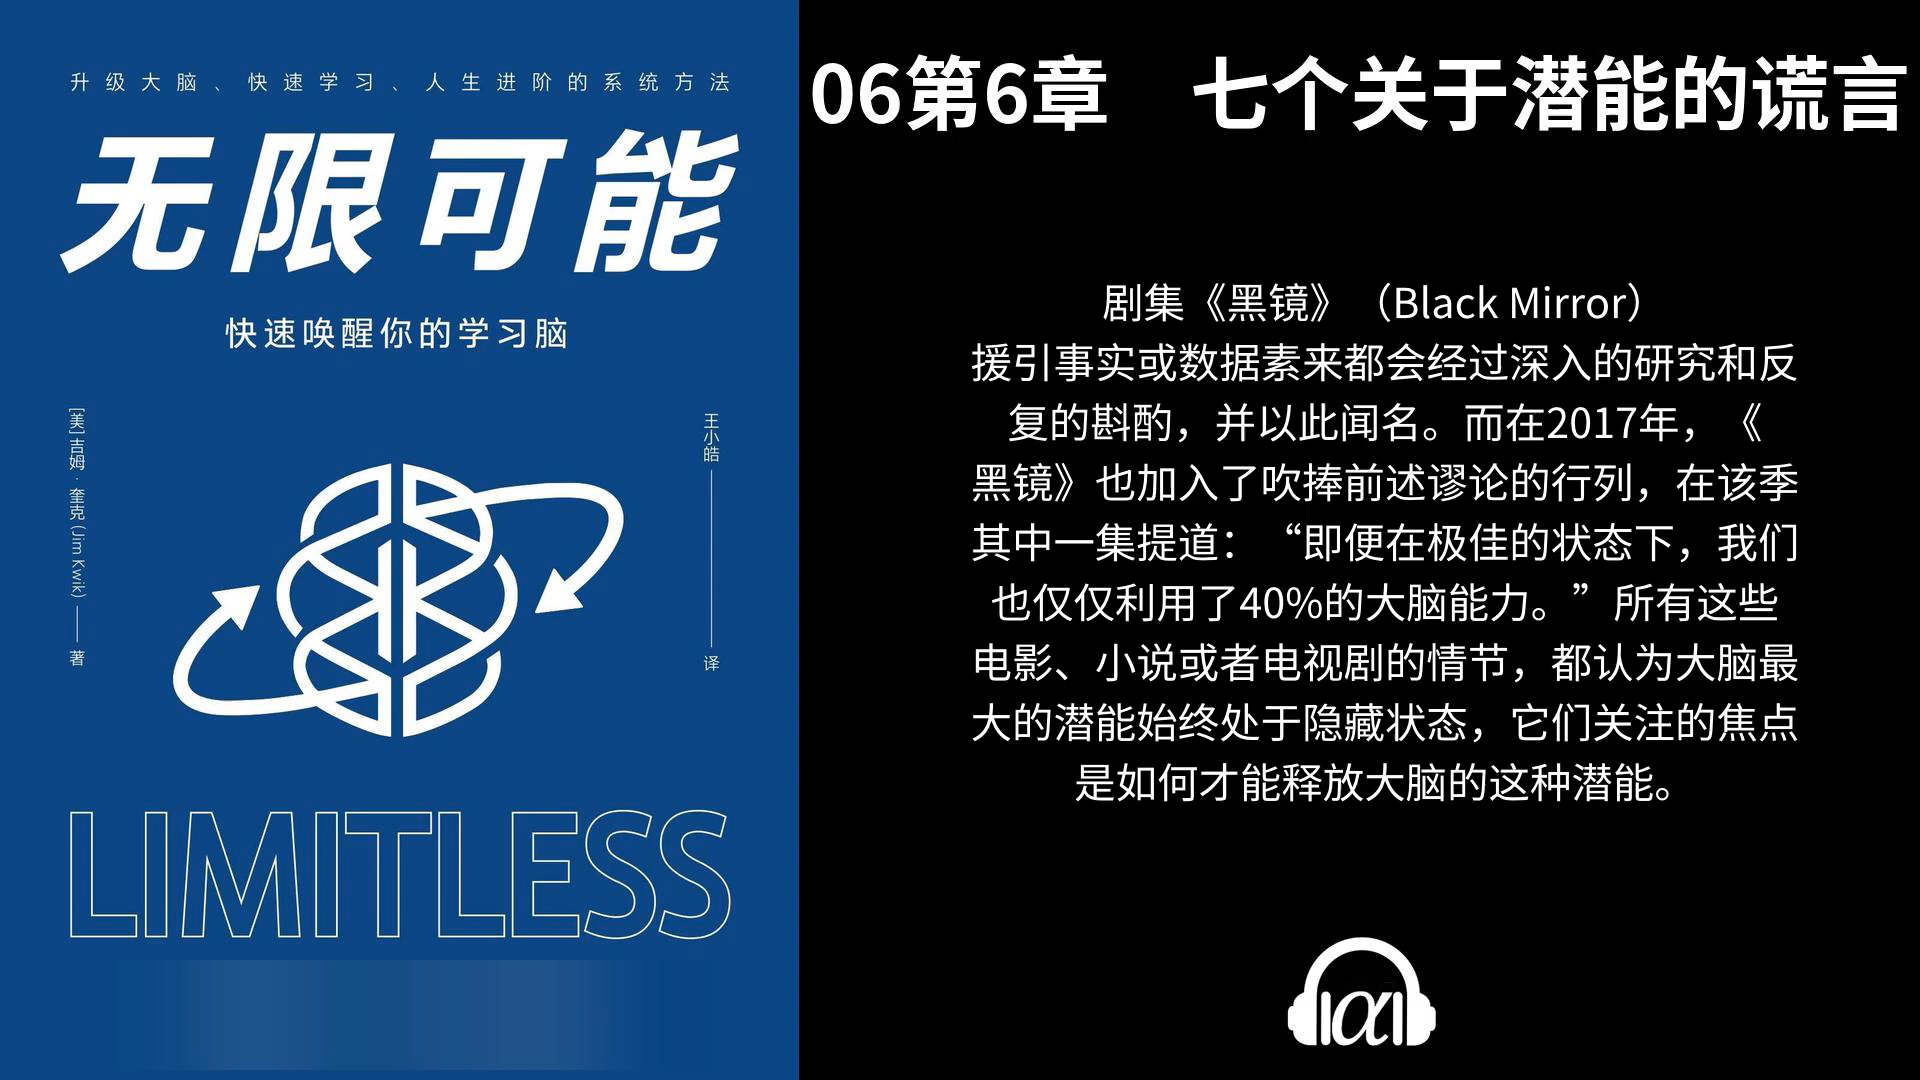 升级大脑、快速学习、人生进阶的系统方法
无限可能
快速唤醒你的学习脑
[美]吉姆·奎克(Jim Kwik)——著
王小皓——译
LIMITLESS
06第6章 七个关于潜能的谎言
剧集《黑镜》（Black Mirror）
援引事实或数据素来都会经过深入的研究和反
复的斟酌，并以此闻名。而在2017年，《
黑镜》也加入了吹捧前述谬论的行列，在该季
其中一集提道：“即便在极佳的状态下，我们
也仅仅利用了40%的大脑能力。”所有这些
电影、小说或者电视剧的情节，都认为大脑最
大的潜能始终处于隐藏状态，它们关注的焦点
是如何才能释放大脑的这种潜能。
α